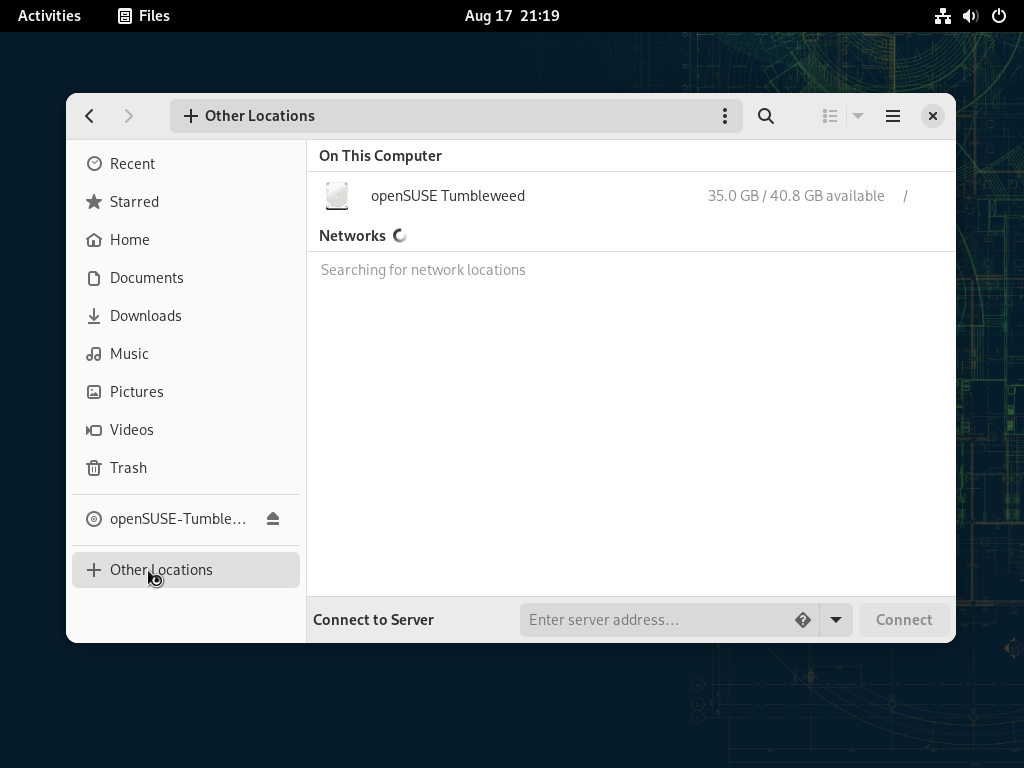 Activities
Files
Aug 17 21:19
Other Locations
Recent
Starred
Home
Documents
Downloads
Music
Pictures
Videos
Trash
openSUSE-Tumble...
Other Locations
On This Computer
openSUSE Tumbleweed
35.0 GB / 40.8 GB available
/
Networks
Searching for network locations
Connect to Server
Enter server address...
Connect